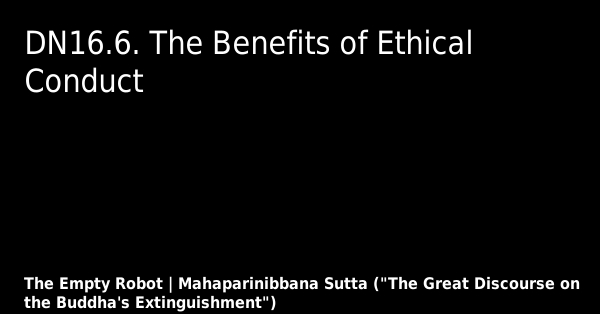 DN16.6. The Benefits of Ethical
Conduct
The Empty Robot | Mahaparinibbana Sutta ("The Great Discourse on
the Buddha's Extinguishment")